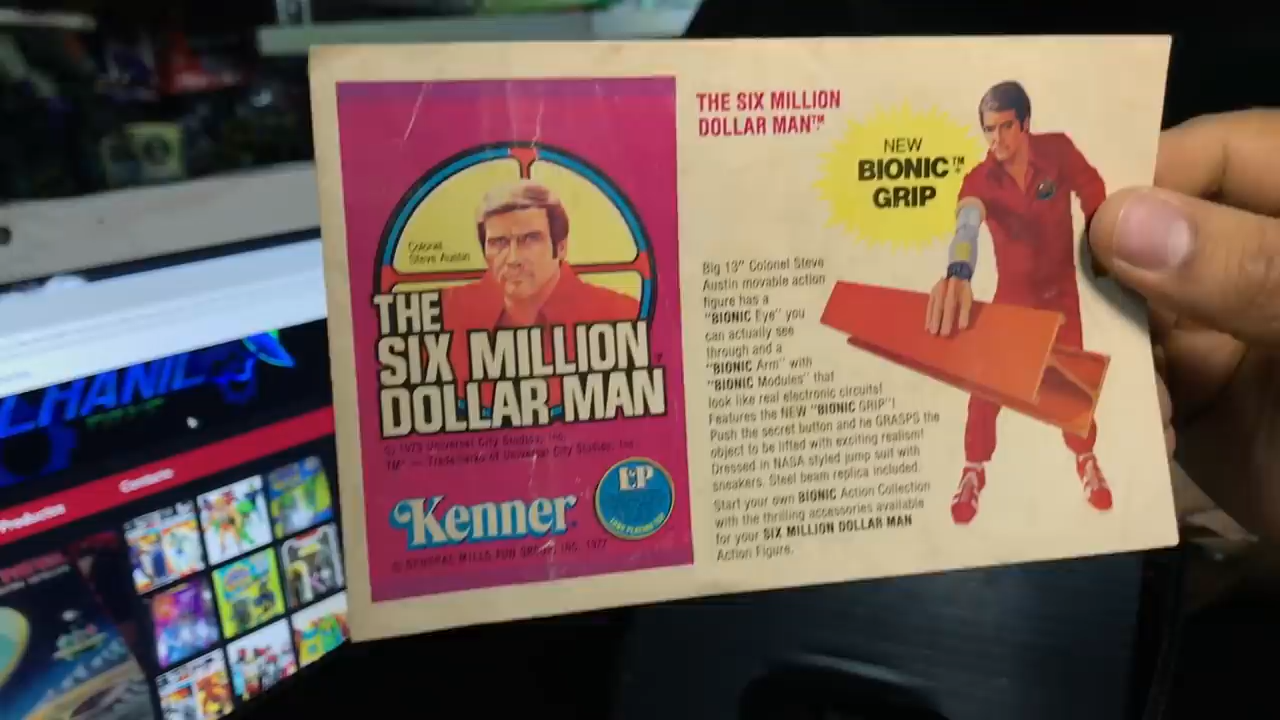 Colonel
Steve Austin
THE
SIX MILLION
DOLLAR MAN
© 1973 Universal City Studios, Inc.
TM* — Trademarks of Universal City Studios, Inc.
Kenner
EP
© GENERAL MILLS FUN GROUP, INC. 1977
THE SIX MILLION
DOLLAR MAN™
NEW
BIONIC™
GRIP
Big 13" Colonel Steve
Austin movable action
figure has a
"BIONIC Eye" you
can actually see
through and a
"BIONIC Arm" with
"BIONIC Modules" that
look like real electronic circuits!
Features the NEW "BIONIC GRIP"!
Push the secret button and he GRASPS the
object to be lifted with exciting realism!
Dressed in NASA styled jump suit with
sneakers. Steel beam replica included.
Start your own BIONIC Action Collection
with the thrilling accessories available
for your SIX MILLION DOLLAR MAN
Action Figure.
CHANIC
Productos
Contacto